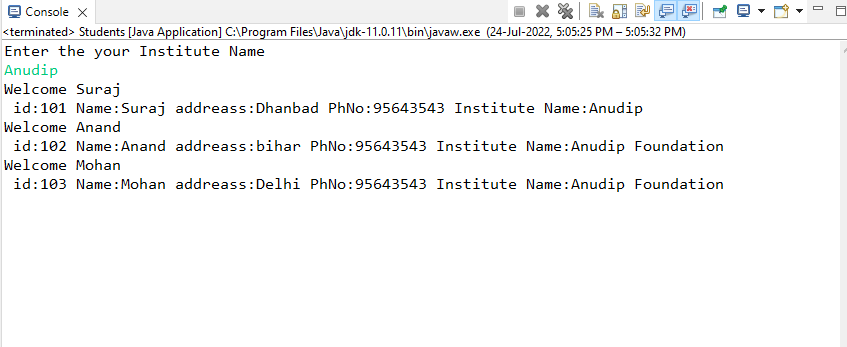 Console
<terminated> Students [Java Application] C:\Program Files\Java\jdk-11.0.11\bin\javaw.exe (24-Jul-2022, 5:05:25 PM – 5:05:32 PM)
Enter the your Institute Name
Anudip
Welcome Suraj
id:101 Name:Suraj addreass:Dhanbad PhNo:95643543 Institute Name:Anudip
Welcome Anand
id:102 Name:Anand addreass:bihar PhNo:95643543 Institute Name:Anudip Foundation
Welcome Mohan
id:103 Name:Mohan addreass:Delhi PhNo:95643543 Institute Name:Anudip Foundation